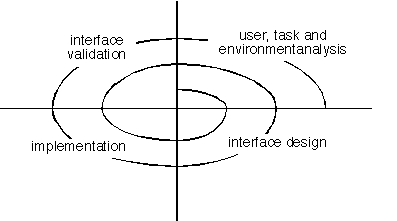 interface
validation
user, task and
environmentanalysis
implementation
interface design